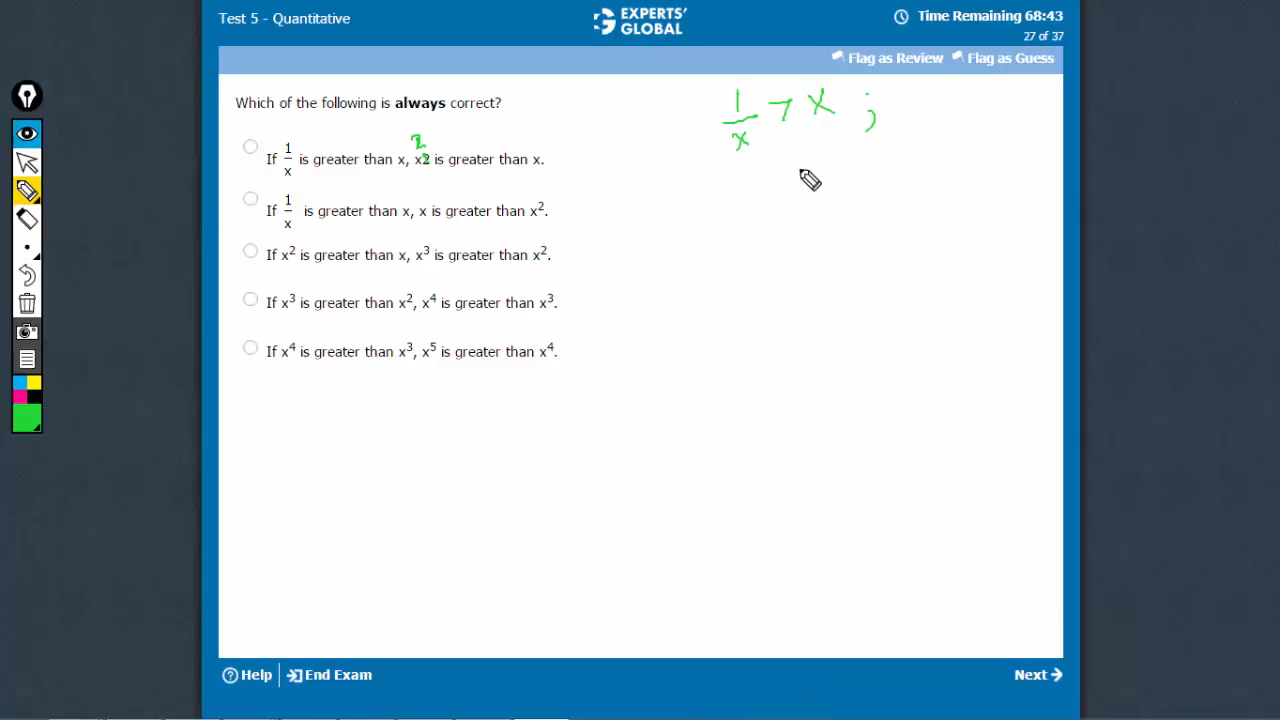 Test 5 - Quantitative
EXPERTS'
GLOBAL
Time Remaining 68:43
27 of 37
Flag as Review
Flag as Guess
Which of the following is always correct?
If 1/x is greater than x, x2 is greater than x.
2
If 1/x is greater than x, x is greater than x².
If x² is greater than x, x³ is greater than x².
If x³ is greater than x², x⁴ is greater than x³.
If x⁴ is greater than x³, x⁵ is greater than x⁴.
1/x > x ;
Help
End Exam
Next